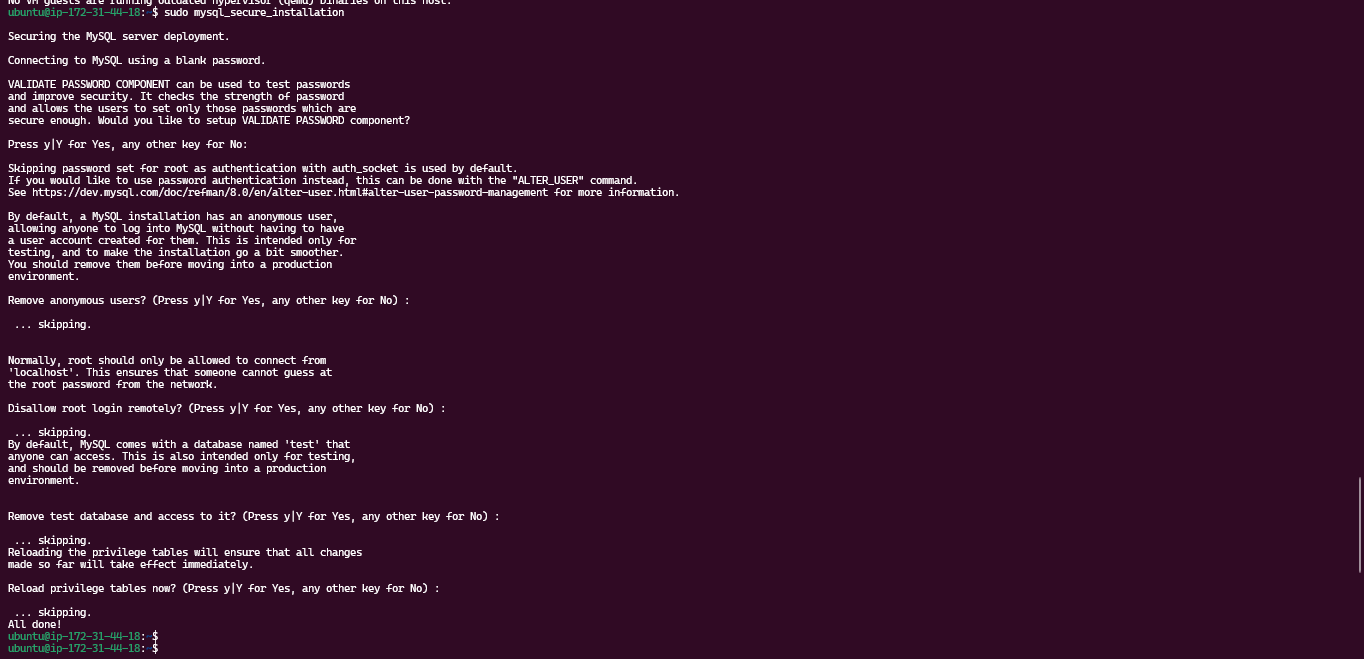 No VM guests are running outdated hypervisor (qemu) binaries on this host.
ubuntu@ip-172-31-44-18:~$ sudo mysql_secure_installation
Securing the MySQL server deployment.
Connecting to MySQL using a blank password.
VALIDATE PASSWORD COMPONENT can be used to test passwords
and improve security. It checks the strength of password
and allows the users to set only those passwords which are
secure enough. Would you like to setup VALIDATE PASSWORD component?
Press y|Y for Yes, any other key for No:
Skipping password set for root as authentication with auth_socket is used by default.
If you would like to use password authentication instead, this can be done with the "ALTER_USER" command.
See https://dev.mysql.com/doc/refman/8.0/en/alter-user.html#alter-user-password-management for more information.
By default, a MySQL installation has an anonymous user,
allowing anyone to log into MySQL without having to have
a user account created for them. This is intended only for
testing, and to make the installation go a bit smoother.
You should remove them before moving into a production
environment.
Remove anonymous users? (Press y|Y for Yes, any other key for No) :
... skipping.
Normally, root should only be allowed to connect from
'localhost'. This ensures that someone cannot guess at
the root password from the network.
Disallow root login remotely? (Press y|Y for Yes, any other key for No) :
... skipping.
By default, MySQL comes with a database named 'test' that
anyone can access. This is also intended only for testing,
and should be removed before moving into a production
environment.
Remove test database and access to it? (Press y|Y for Yes, any other key for No) :
... skipping.
Reloading the privilege tables will ensure that all changes
made so far will take effect immediately.
Reload privilege tables now? (Press y|Y for Yes, any other key for No) :
... skipping.
All done!
ubuntu@ip-172-31-44-18:~$
ubuntu@ip-172-31-44-18:~$